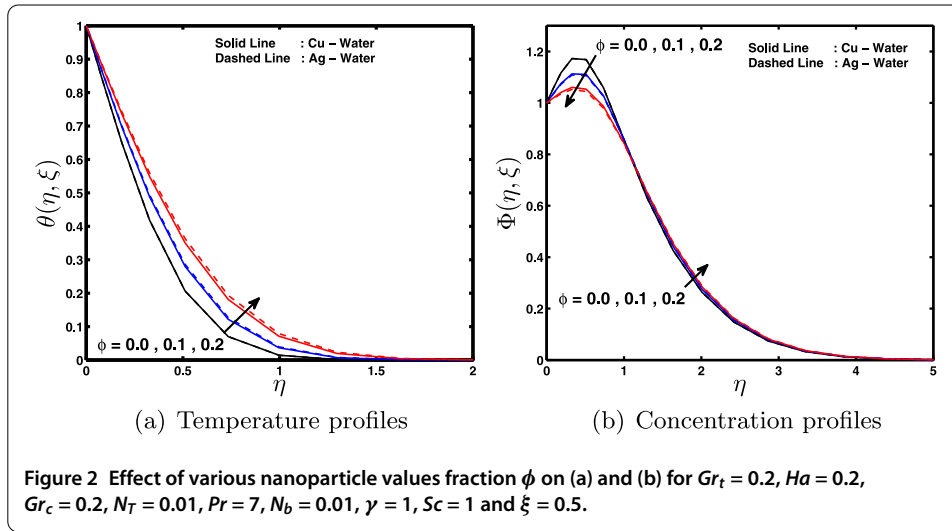 Solid Line : Cu – Water
Dashed Line : Ag – Water
ϕ = 0.0 , 0.1 , 0.2
1
0.9
0.8
0.7
0.6
0.5
0.4
0.3
0.2
0.1
0
θ(η, ξ)
0 0.5 1 1.5 2
η
(a) Temperature profiles
ϕ = 0.0 , 0.1 , 0.2
Solid Line : Cu – Water
Dashed Line : Ag – Water
ϕ = 0.0 , 0.1 , 0.2
1.2
1
0.8
0.6
0.4
0.2
0
Φ(η, ξ)
0 1 2 3 4 5
η
(b) Concentration profiles
Figure 2 Effect of various nanoparticle values fraction ϕ on (a) and (b) for Grt = 0.2, Ha = 0.2,
Grc = 0.2, NT = 0.01, Pr = 7, Nb = 0.01, γ = 1, Sc = 1 and ξ = 0.5.